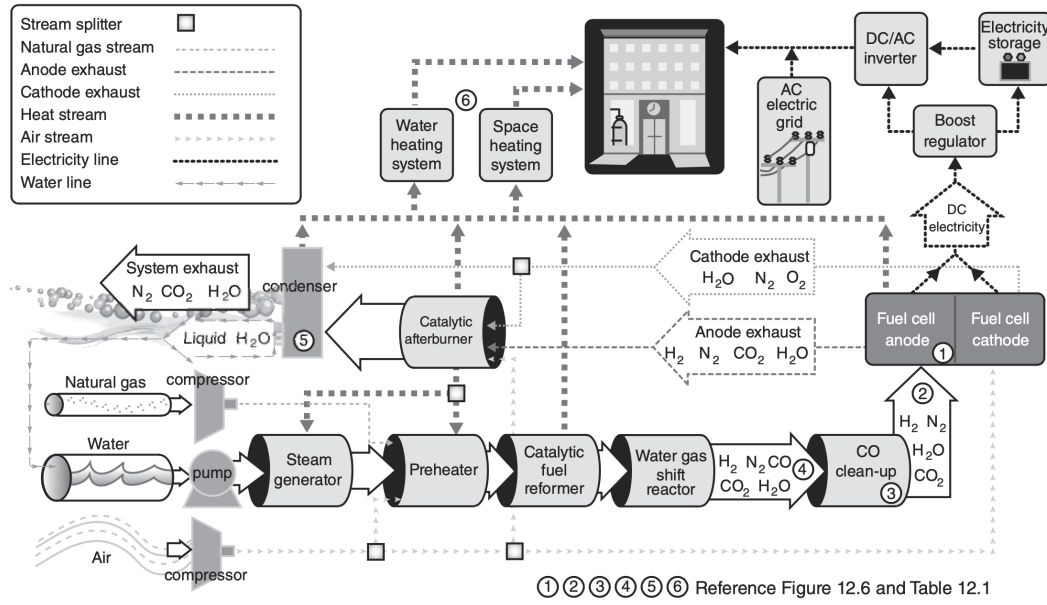 Stream splitter
Natural gas stream
Anode exhaust
Cathode exhaust
Heat stream
Air stream
Electricity line
Water line
6
Water
heating
system
Space
heating
system
AC
electric
grid
DC/AC
inverter
Electricity
storage
Boost
regulator
DC
electricity
System exhaust
N2 CO2 H2O
condenser
5
Liquid H2O
Catalytic
afterburner
Cathode exhaust
H2O N2 O2
Anode exhaust
H2 N2 CO2 H2O
Fuel cell
anode
1
Fuel cell
cathode
Natural gas
compressor
Water
pump
Steam
generator
Preheater
Catalytic
fuel
reformer
Water gas
shift
reactor
H2 N2 CO
CO2 H2O
4
CO
clean-up
3
2
H2 N2
H2O
CO2
Air
compressor
1 2 3 4 5 6 Reference Figure 12.6 and Table 12.1